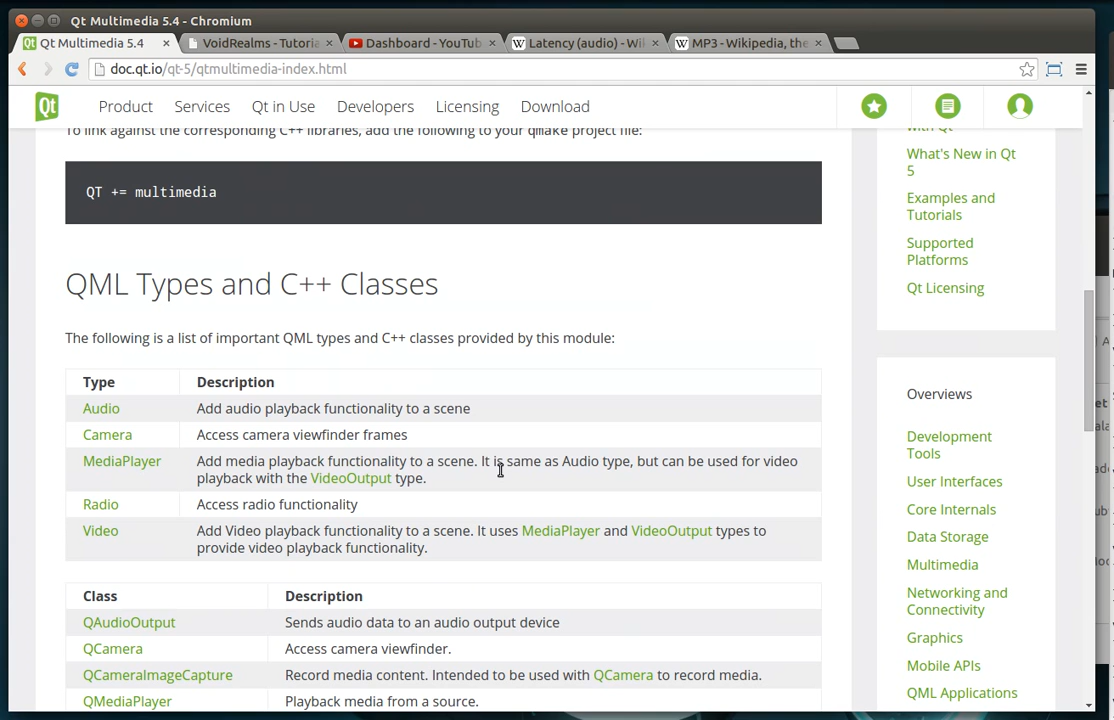 Qt Multimedia 5.4 - Chromium
Qt Multimedia 5.4
VoidRealms - Tutoria
Dashboard - YouTub
Latency (audio) - Wi
MP3 - Wikipedia, the
doc.qt.io/qt-5/qtmultimedia-index.html
Qt Product Services Qt in Use Developers Licensing Download
To link against the corresponding C++ libraries, add the following to your qmake project file:
QT += multimedia
QML Types and C++ Classes
The following is a list of important QML types and C++ classes provided by this module:
Type Description
Audio Add audio playback functionality to a scene
Camera Access camera viewfinder frames
MediaPlayer Add media playback functionality to a scene. It is same as Audio type, but can be used for video
playback with the VideoOutput type.
Radio Access radio functionality
Video Add Video playback functionality to a scene. It uses MediaPlayer and VideoOutput types to
provide video playback functionality.
Class Description
QAudioOutput Sends audio data to an audio output device
QCamera Access camera viewfinder.
QCameraImageCapture Record media content. Intended to be used with QCamera to record media.
QMediaPlayer Playback media from a source.
with Qt
What's New in Qt
5
Examples and
Tutorials
Supported
Platforms
Qt Licensing
Overviews
Development
Tools
User Interfaces
Core Internals
Data Storage
Multimedia
Networking and
Connectivity
Graphics
Mobile APIs
QML Applications